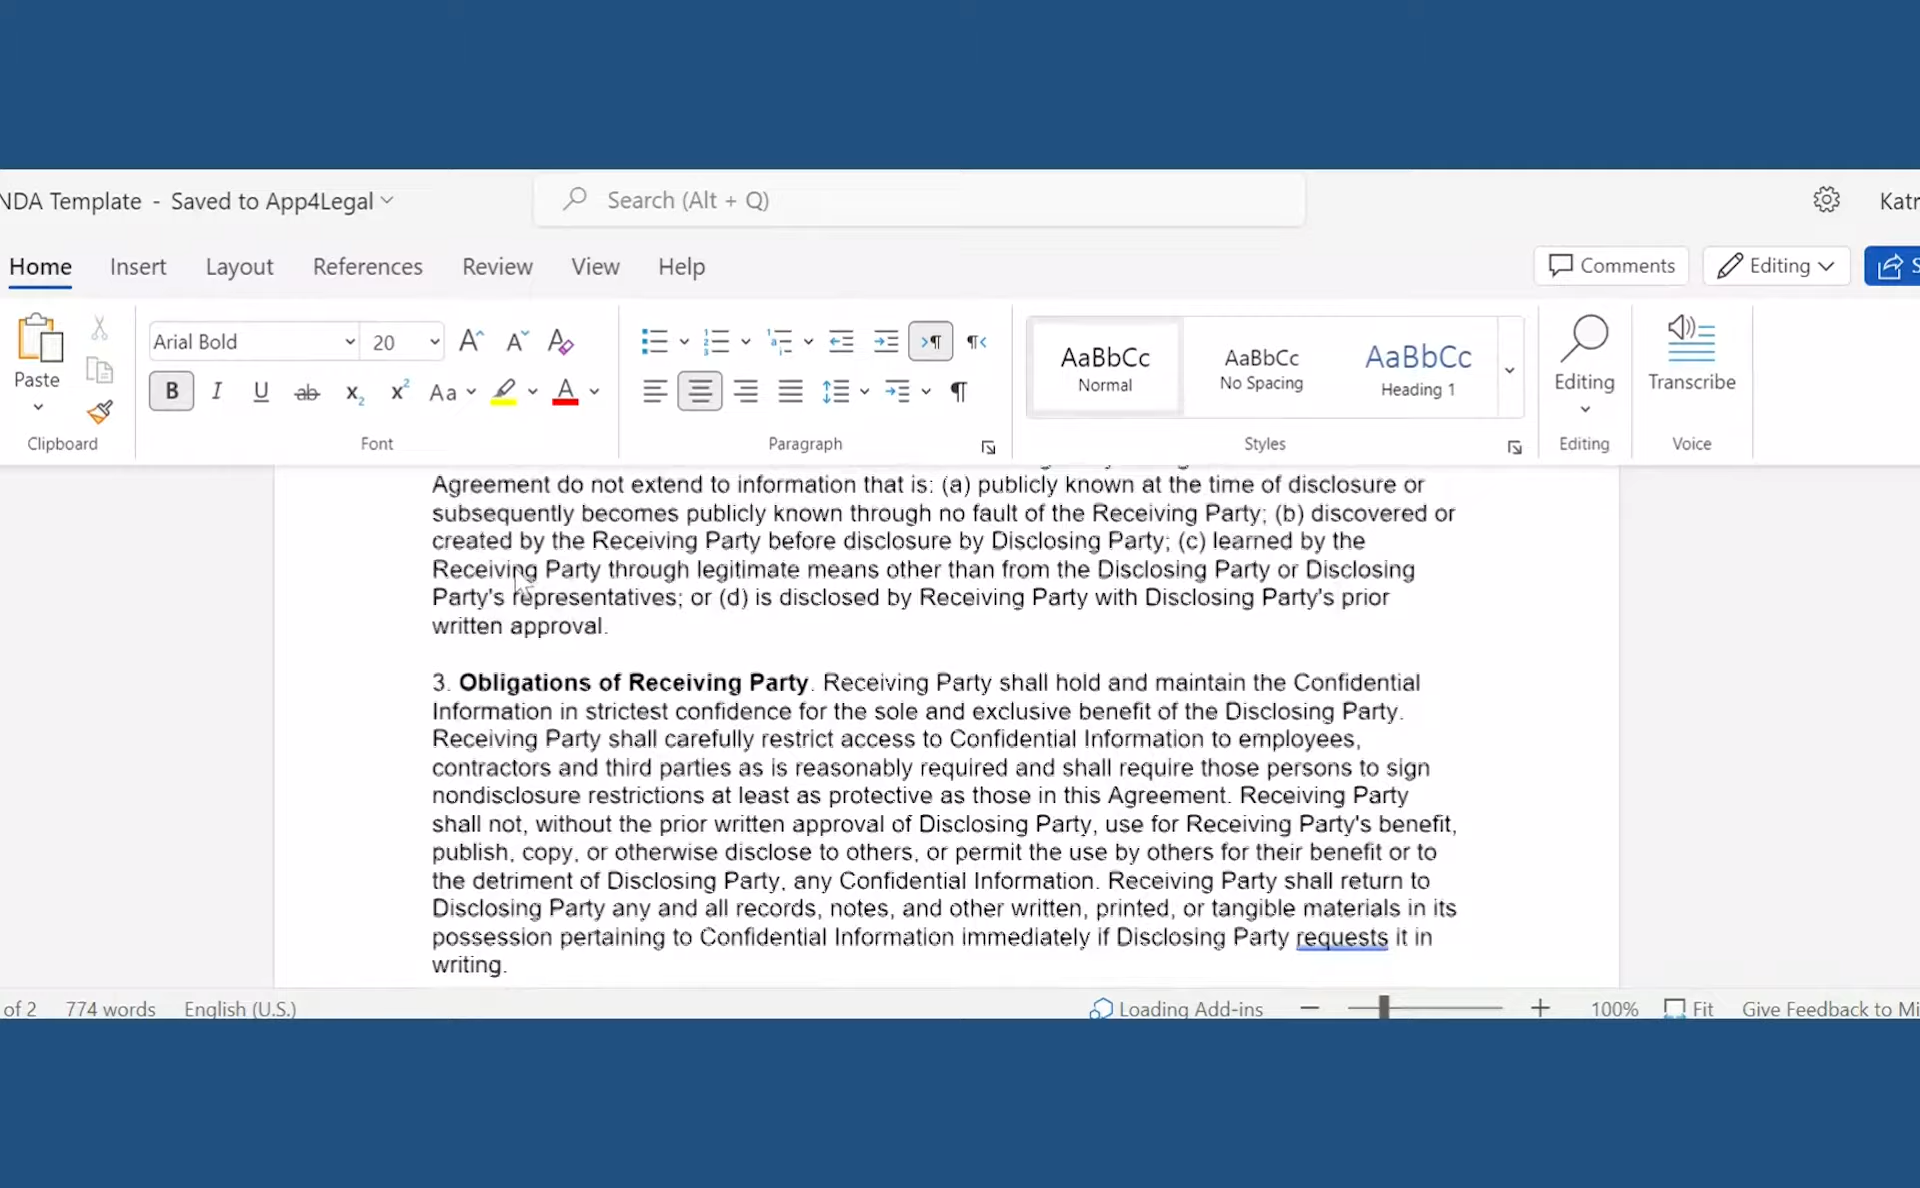 NDA Template - Saved to App4Legal
Search (Alt + Q)
Home Insert Layout References Review View Help
Comments Editing
Arial Bold 20
Paste
B I U ab x2 x2 Aa A
AaBbCc AaBbCc AaBbCc
Normal No Spacing Heading 1
Editing Transcribe
Clipboard Font Paragraph Styles Editing Voice
Agreement do not extend to information that is: (a) publicly known at the time of disclosure or
subsequently becomes publicly known through no fault of the Receiving Party; (b) discovered or
created by the Receiving Party before disclosure by Disclosing Party; (c) learned by the
Receiving Party through legitimate means other than from the Disclosing Party or Disclosing
Party's representatives; or (d) is disclosed by Receiving Party with Disclosing Party's prior
written approval.
3. Obligations of Receiving Party. Receiving Party shall hold and maintain the Confidential
Information in strictest confidence for the sole and exclusive benefit of the Disclosing Party.
Receiving Party shall carefully restrict access to Confidential Information to employees,
contractors and third parties as is reasonably required and shall require those persons to sign
nondisclosure restrictions at least as protective as those in this Agreement. Receiving Party
shall not, without the prior written approval of Disclosing Party, use for Receiving Party's benefit,
publish, copy, or otherwise disclose to others, or permit the use by others for their benefit or to
the detriment of Disclosing Party, any Confidential Information. Receiving Party shall return to
Disclosing Party any and all records, notes, and other written, printed, or tangible materials in its
possession pertaining to Confidential Information immediately if Disclosing Party requests it in
writing.
of 2 774 words English (U.S.) Loading Add-ins 100% Fit Give Feedback to